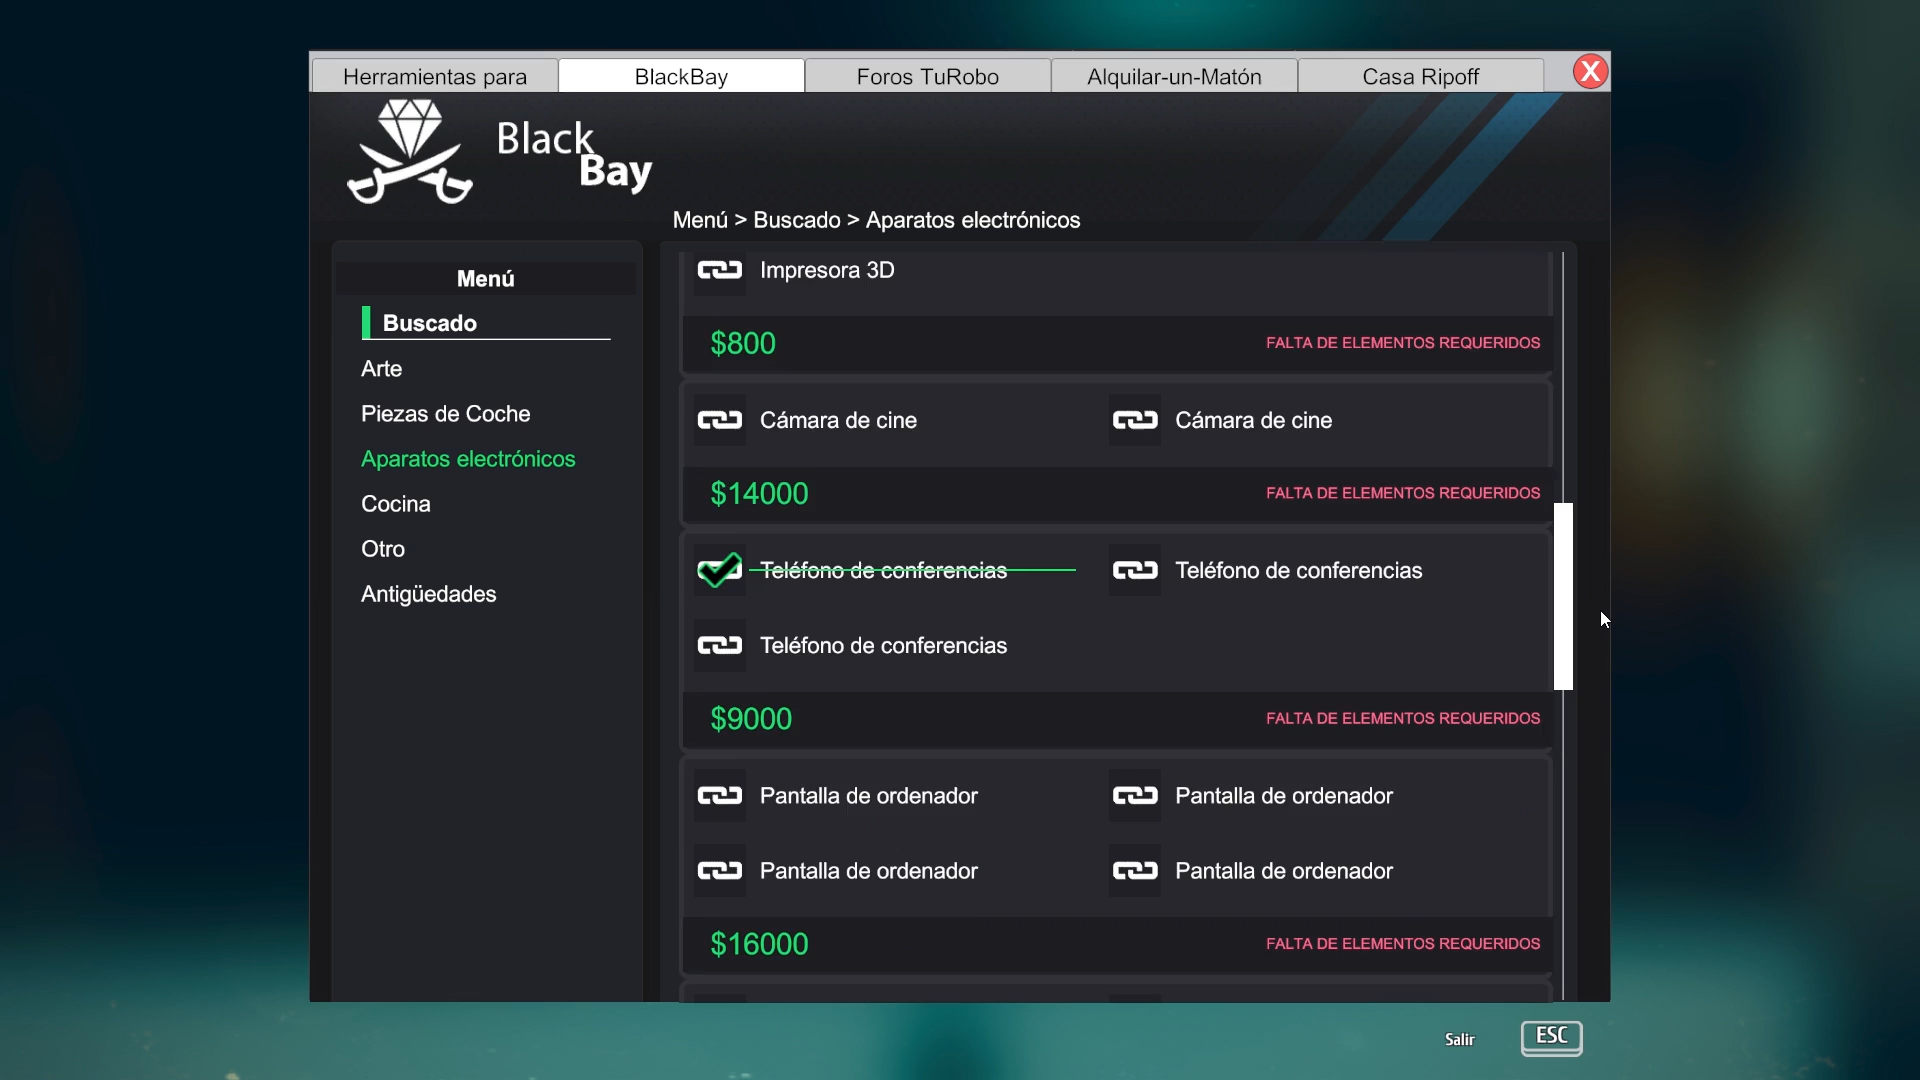 Herramientas para
BlackBay
Foros TuRobo
Alquilar-un-Matón
Casa Ripoff
X
Black
Bay
Menú > Buscado > Aparatos electrónicos
Menú
Buscado
Arte
Piezas de Coche
Aparatos electrónicos
Cocina
Otro
Antigüedades
Impresora 3D
$800 FALTA DE ELEMENTOS REQUERIDOS
Cámara de cine Cámara de cine
$14000 FALTA DE ELEMENTOS REQUERIDOS
Teléfono de conferencias Teléfono de conferencias
Teléfono de conferencias
$9000 FALTA DE ELEMENTOS REQUERIDOS
Pantalla de ordenador Pantalla de ordenador
Pantalla de ordenador Pantalla de ordenador
$16000 FALTA DE ELEMENTOS REQUERIDOS
Salir ESC